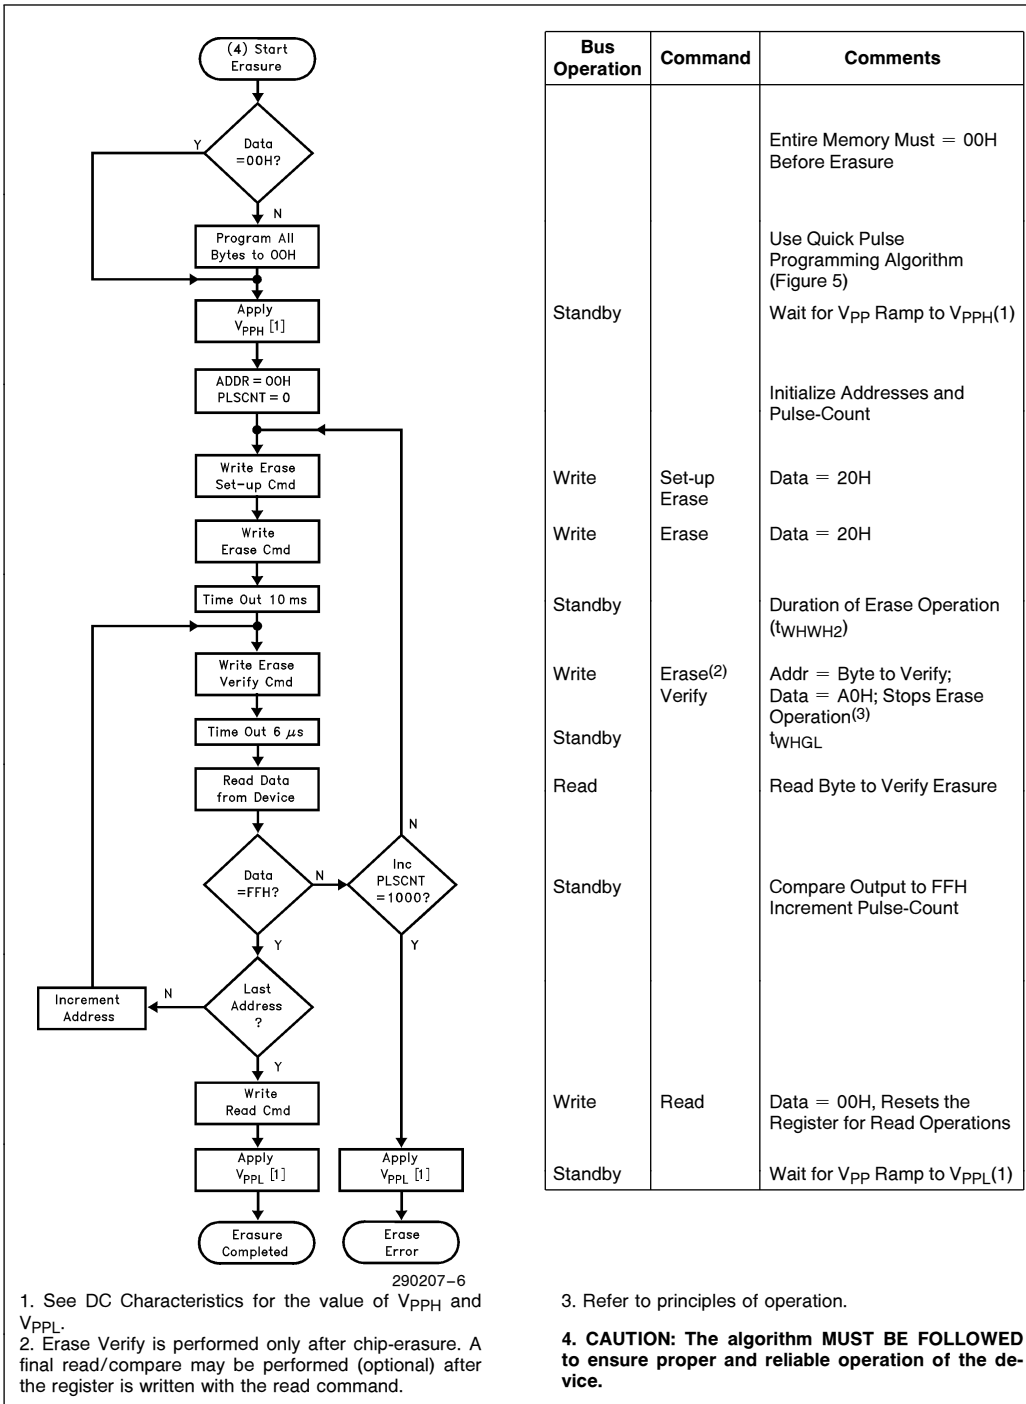 (4) Start
Erasure
Data
=00H?
Y
N
Program All
Bytes to 00H
Apply
VPPH [1]
ADDR = 00H
PLSCNT = 0
Write Erase
Set-up Cmd
Write
Erase Cmd
Time Out 10 ms
Write Erase
Verify Cmd
Time Out 6 μs
Read Data
from Device
Data
=FFH?
N
Y
Inc
PLSCNT
=1000?
N
Y
Last
Address
?
N
Y
Increment
Address
Write
Read Cmd
Apply
VPPL [1]
Apply
VPPL [1]
Erasure
Completed
Erase
Error
290207–6
Bus
Operation
Command
Comments
Entire Memory Must = 00H
Before Erasure
Use Quick Pulse
Programming Algorithm
(Figure 5)
Standby
Wait for VPP Ramp to VPPH(1)
Initialize Addresses and
Pulse-Count
Write
Set-up
Erase
Data = 20H
Write
Erase
Data = 20H
Standby
Duration of Erase Operation
(tWHWH2)
Write
Erase(2)
Verify
Addr = Byte to Verify;
Data = A0H; Stops Erase
Operation(3)
Standby
tWHGL
Read
Read Byte to Verify Erasure
Standby
Compare Output to FFH
Increment Pulse-Count
Write
Read
Data = 00H, Resets the
Register for Read Operations
Standby
Wait for VPP Ramp to VPPL(1)
1. See DC Characteristics for the value of VPPH and
VPPL.
2. Erase Verify is performed only after chip-erasure. A
final read/compare may be performed (optional) after
the register is written with the read command.
3. Refer to principles of operation.
4. CAUTION: The algorithm MUST BE FOLLOWED
to ensure proper and reliable operation of the de-
vice.